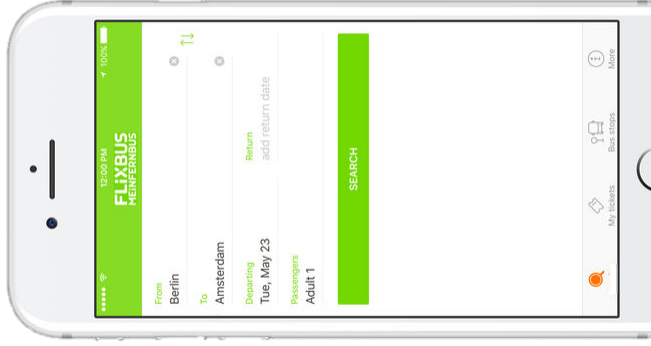 12:00 PM
100%
FLiXBUS
MEINFERNBUS
From
Berlin
To
Amsterdam
Departing
Tue, May 23
Return
add return date
Passengers
Adult 1
SEARCH
My tickets
Bus stops
More